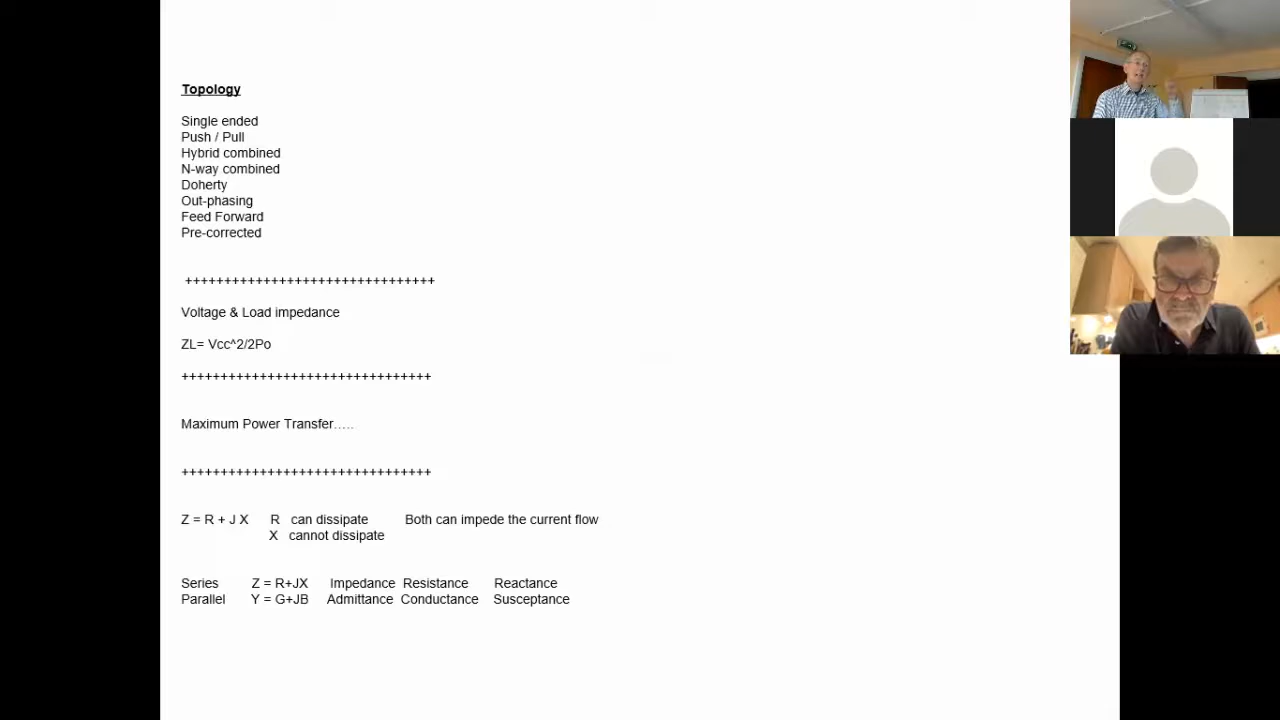 Topology
Single ended
Push / Pull
Hybrid combined
N-way combined
Doherty
Out-phasing
Feed Forward
Pre-corrected
++++++++++++++++++++++++++++++++
Voltage & Load impedance
ZL= Vcc^2/2Po
++++++++++++++++++++++++++++++++
Maximum Power Transfer.....
++++++++++++++++++++++++++++++++
Z = R + J X R can dissipate Both can impede the current flow
X cannot dissipate
Series Z = R+JX Impedance Resistance Reactance
Parallel Y = G+JB Admittance Conductance Susceptance